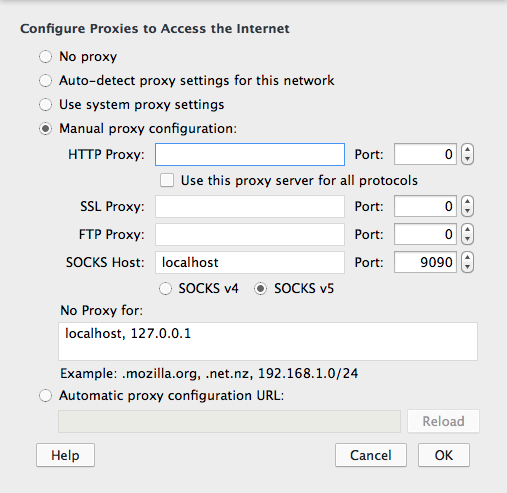 Configure Proxies to Access the Internet
No proxy
Auto-detect proxy settings for this network
Use system proxy settings
Manual proxy configuration:
HTTP Proxy: Port: 0
Use this proxy server for all protocols
SSL Proxy: Port: 0
FTP Proxy: Port: 0
SOCKS Host: localhost Port: 9090
SOCKS v4 SOCKS v5
No Proxy for:
localhost, 127.0.0.1
Example: .mozilla.org, .net.nz, 192.168.1.0/24
Automatic proxy configuration URL:
Reload
Help Cancel OK